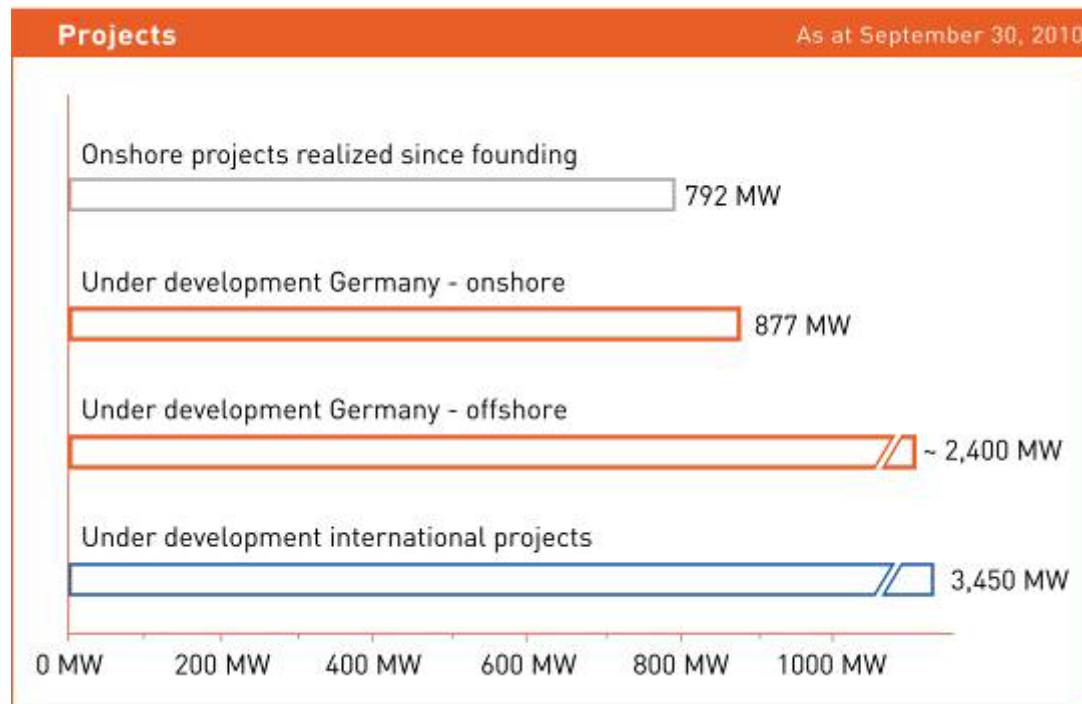 Projects
As at September 30, 2010
Onshore projects realized since founding
792 MW
Under development Germany - onshore
877 MW
Under development Germany - offshore
~ 2,400 MW
Under development international projects
3,450 MW
0 MW 200 MW 400 MW 600 MW 800 MW 1000 MW